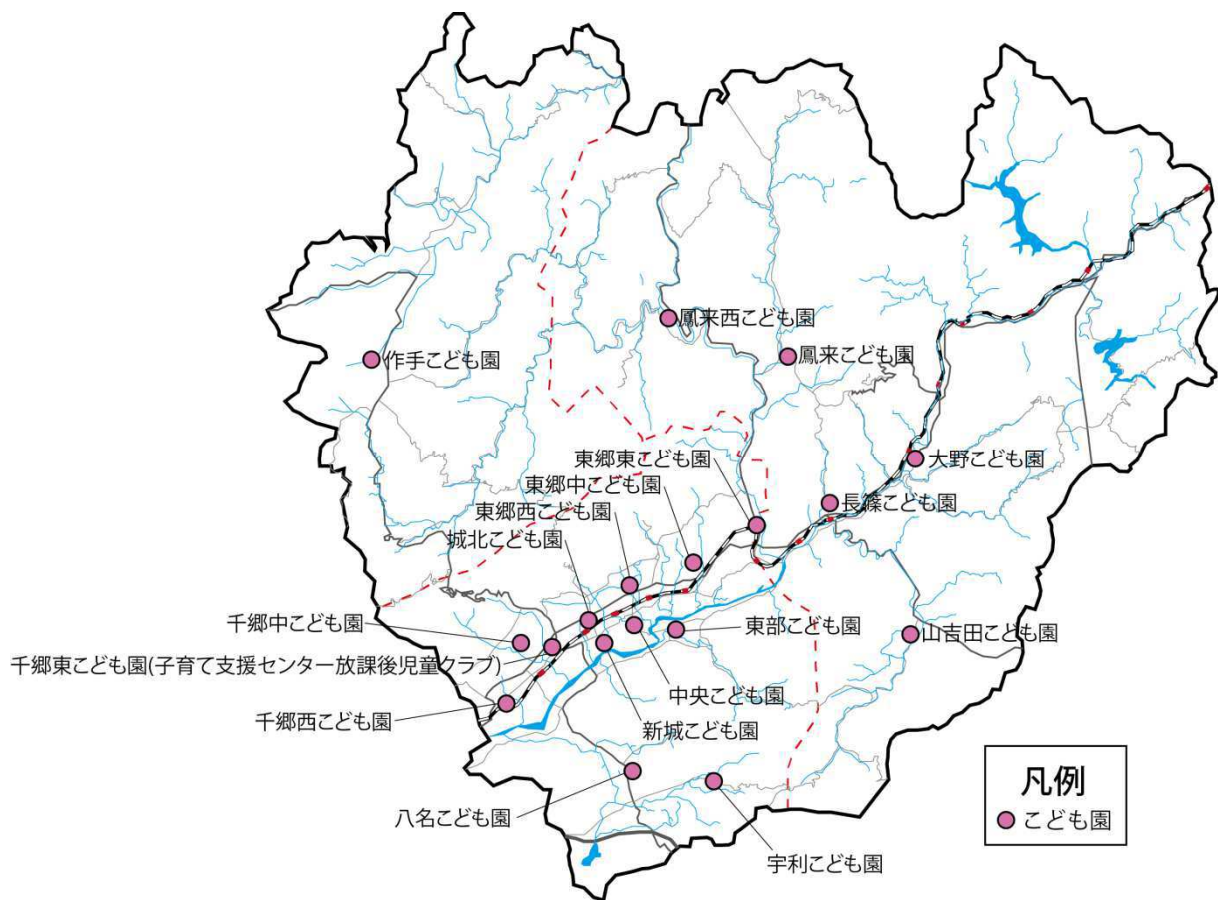 鳳来西こども園
鳳来こども園
作手こども園
東郷東こども園
大野こども園
東郷中こども園
長篠こども園
東郷西こども園
城北こども園
千郷中こども園
東部こども園
山吉田こども園
千郷東こども園(子育て支援センター放課後児童クラブ)
中央こども園
千郷西こども園
新城こども園
八名こども園
宇利こども園
凡例
こども園